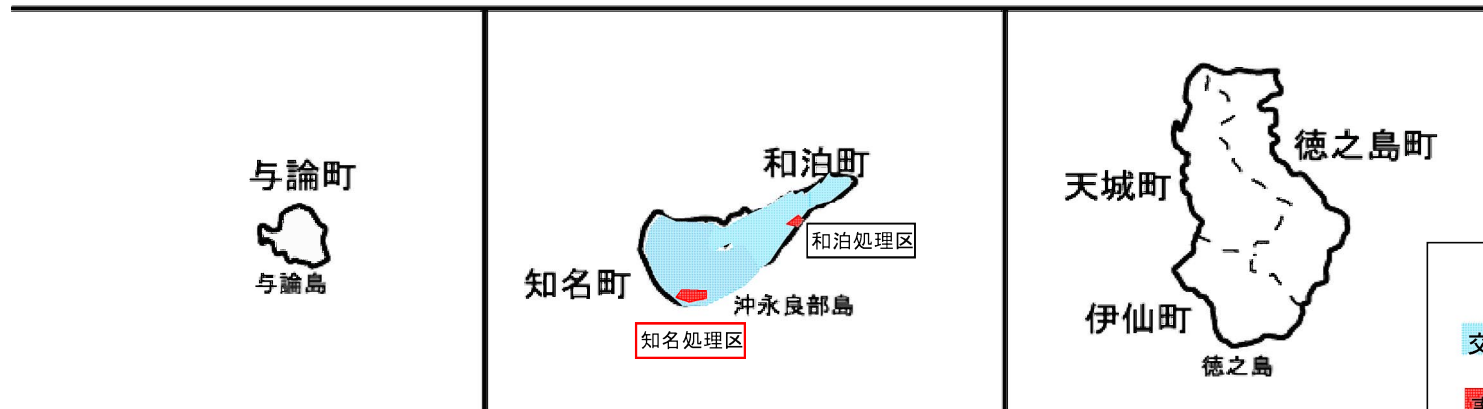 与論町
与論島
和泊町
和泊処理区
知名町
沖永良部島
知名処理区
徳之島町
天城町
伊仙町
徳之島
交